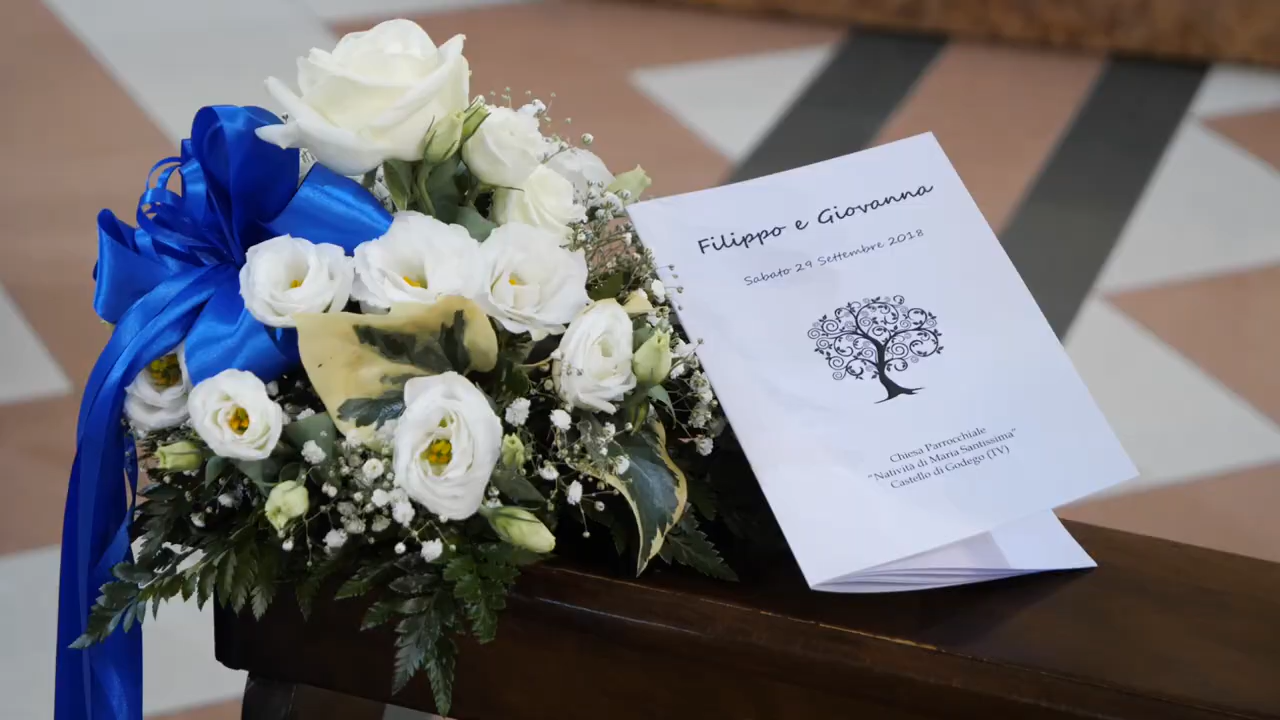 Filippo e Giovanna
Sabato 29 Settembre 2018
Chiesa Parrocchiale
"Natività di Maria Santissima"
Castello di Godego (TV)